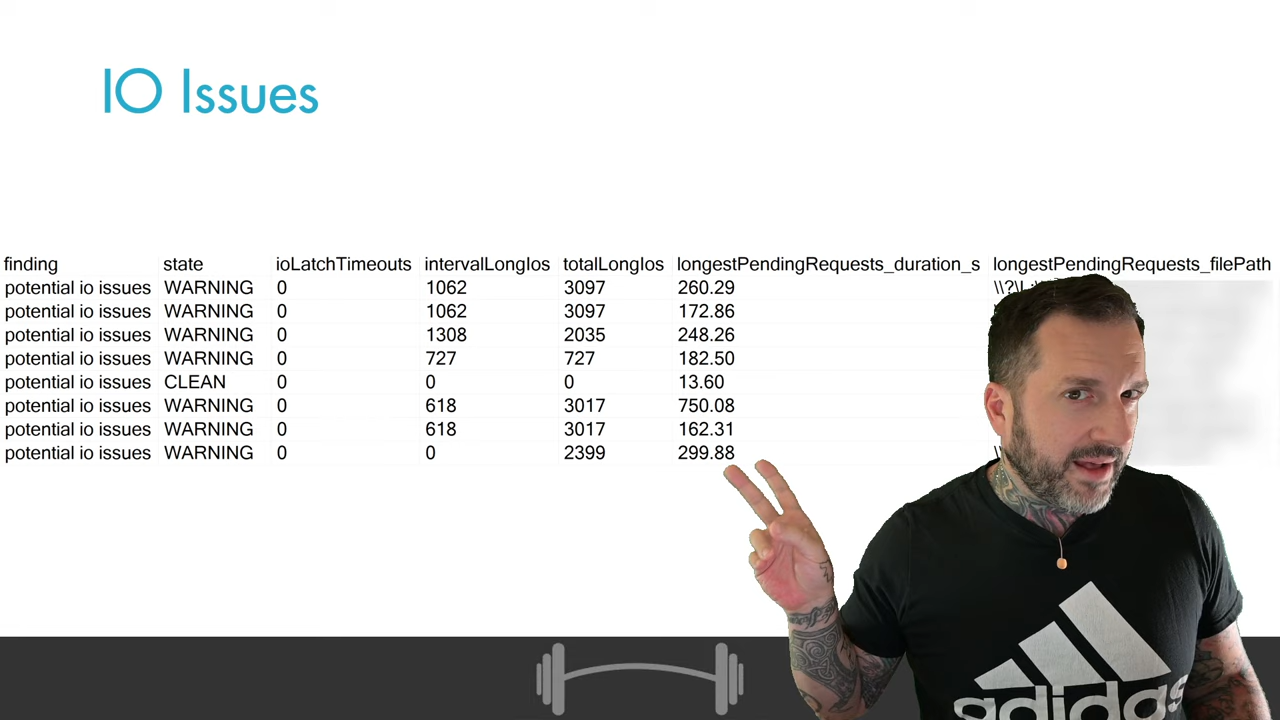 IO Issues
finding state ioLatchTimeouts intervalLongIos totalLongIos longestPendingRequests_duration_s longestPendingRequests_filePath
potential io issues WARNING 0 1062 3097 260.29
potential io issues WARNING 0 1062 3097 172.86
potential io issues WARNING 0 1308 2035 248.26
potential io issues WARNING 0 727 727 182.50
potential io issues CLEAN 0 0 0 13.60
potential io issues WARNING 0 618 3017 750.08
potential io issues WARNING 0 618 3017 162.31
potential io issues WARNING 0 0 2399 299.88
adidas